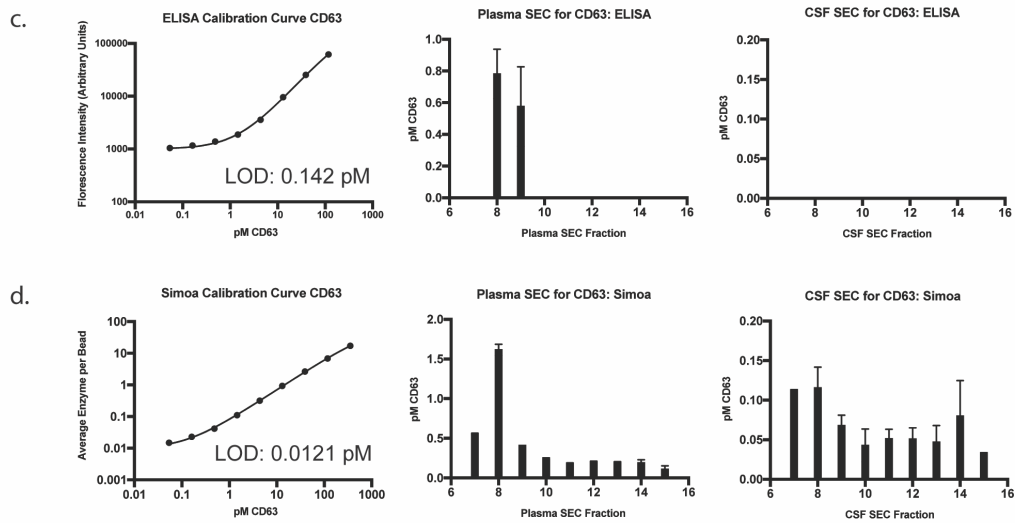 c.
ELISA Calibration Curve CD63
Florescence Intensity (Arbitrary Units)
100000
10000
1000
100
LOD: 0.142 pM
0.01 0.1 1 10 100 1000
pM CD63
Plasma SEC for CD63: ELISA
pM CD63
1.0
0.8
0.6
0.4
0.2
0.0
6 8 10 12 14 16
Plasma SEC Fraction
CSF SEC for CD63: ELISA
pM CD63
0.20
0.15
0.10
0.05
0.00
6 8 10 12 14 16
CSF SEC Fraction
d.
Simoa Calibration Curve CD63
Average Enzyme per Bead
100
10
1
0.1
0.01
0.001
LOD: 0.0121 pM
0.01 0.1 1 10 100 1000
pM CD63
Plasma SEC for CD63: Simoa
pM CD63
2.0
1.5
1.0
0.5
0.0
6 8 10 12 14 16
Plasma SEC Fraction
CSF SEC for CD63: Simoa
pM CD63
0.20
0.15
0.10
0.05
0.00
6 8 10 12 14 16
CSF SEC Fraction